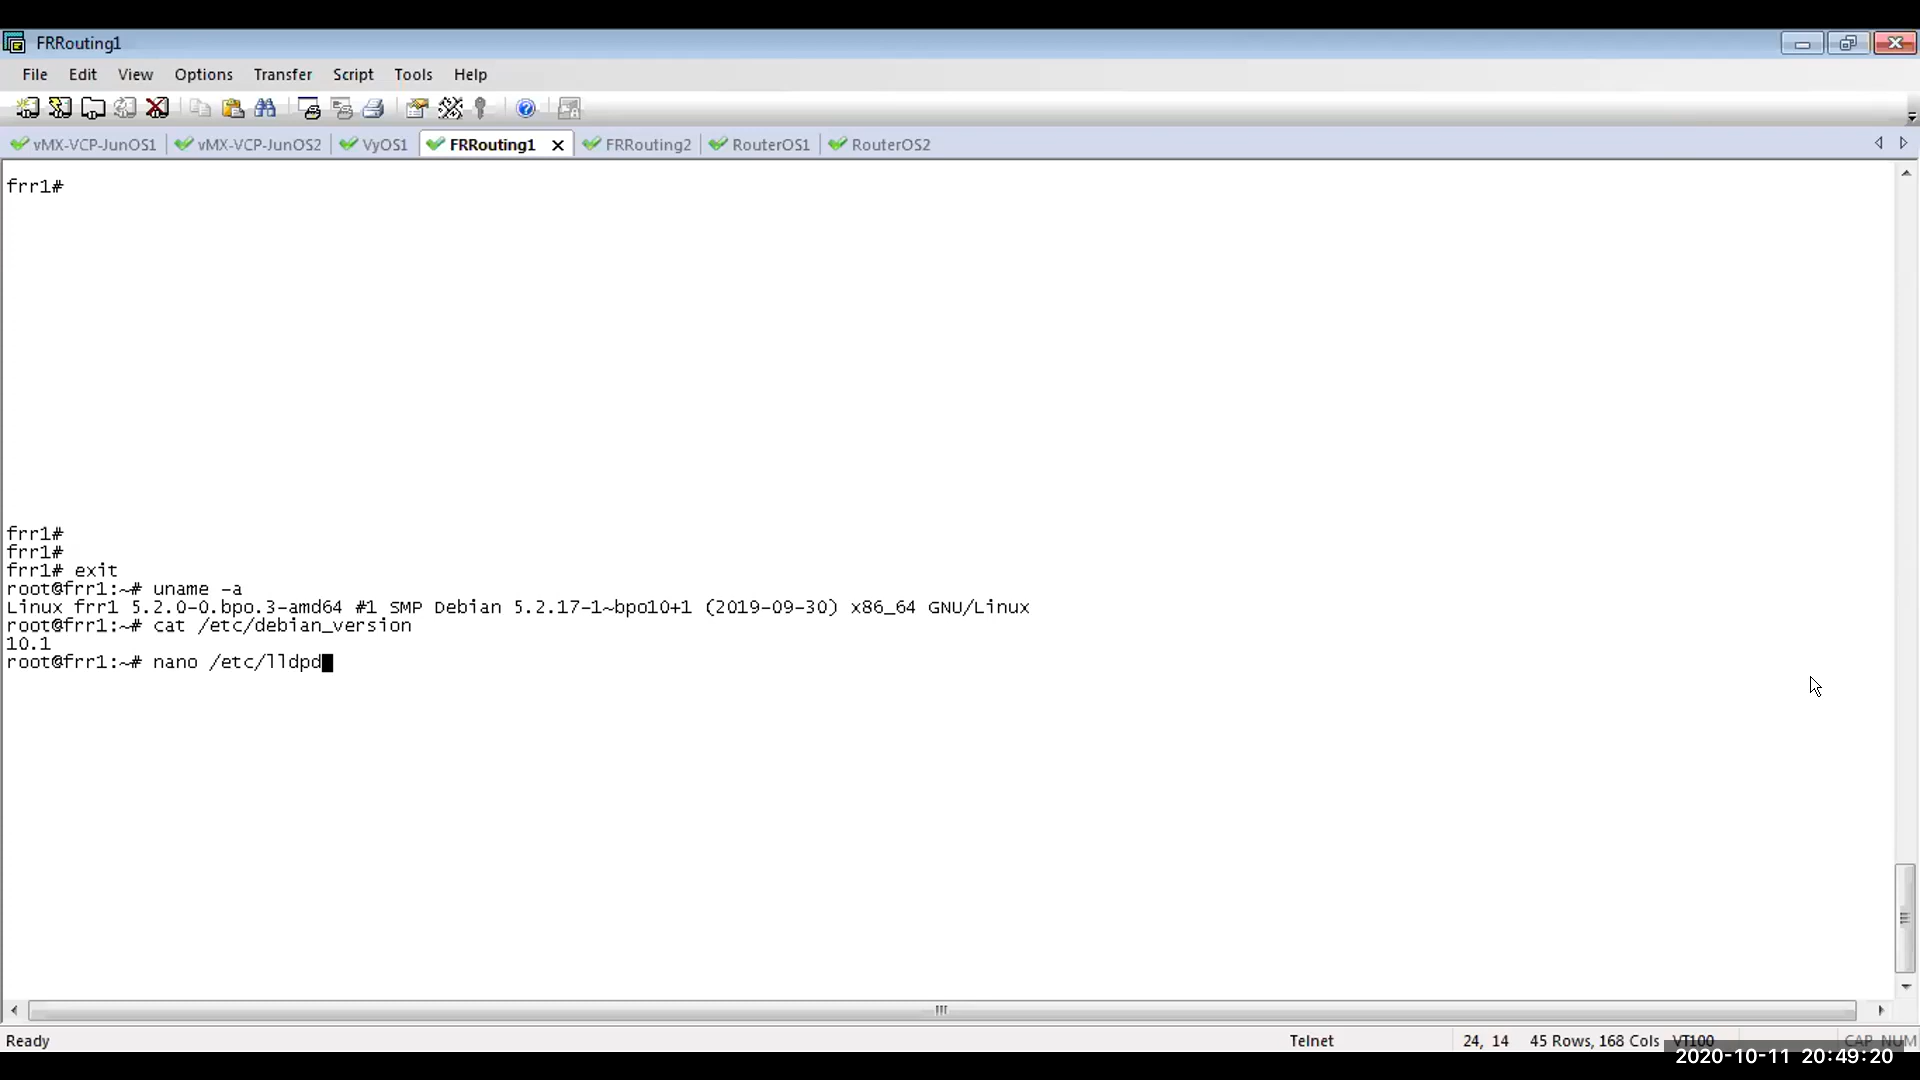 FRRouting1
File Edit View Options Transfer Script Tools Help
vMX-VCP-JunOS1 vMX-VCP-JunOS2 VyOS1 FRRouting1 FRRouting2 RouterOS1 RouterOS2
frr1#
frr1#
frr1#
frr1# exit
root@frr1:~# uname -a
Linux frr1 5.2.0-0.bpo.3-amd64 #1 SMP Debian 5.2.17-1~bpo10+1 (2019-09-30) x86_64 GNU/Linux
root@frr1:~# cat /etc/debian_version
10.1
root@frr1:~# nano /etc/lldpd
Ready Telnet 24, 14 45 Rows, 168 Cols VT100 CAP NUM
2020-10-11 20:49:20